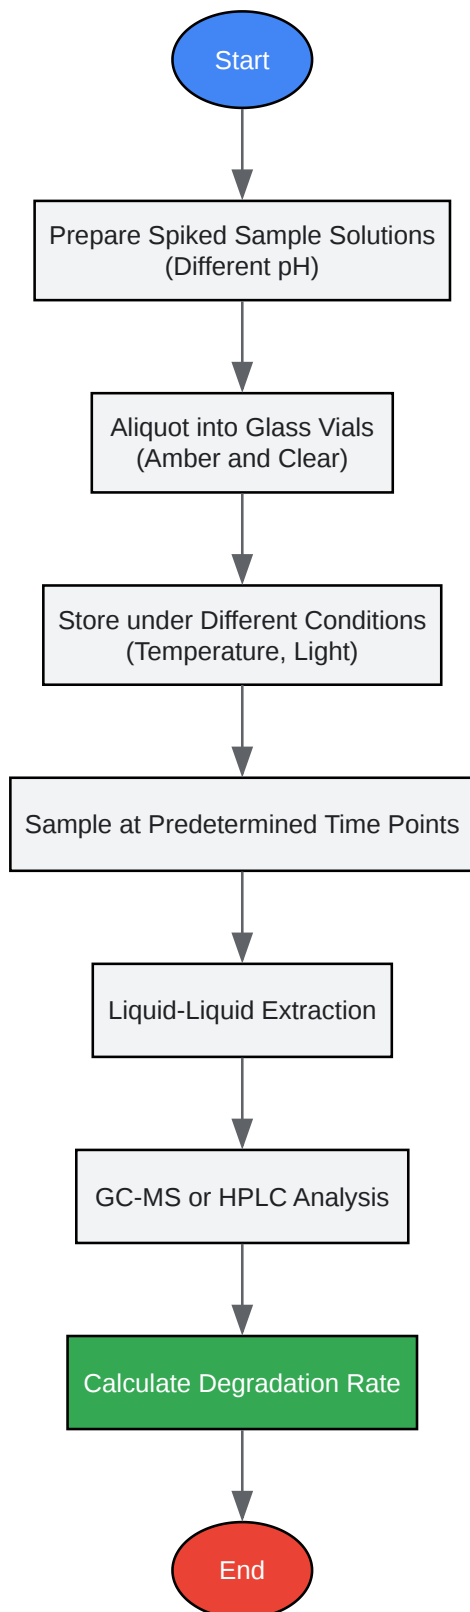 Start
Prepare Spiked Sample Solutions
(Different pH)
Aliquot into Glass Vials
(Amber and Clear)
Store under Different Conditions
(Temperature, Light)
Sample at Predetermined Time Points
Liquid-Liquid Extraction
GC-MS or HPLC Analysis
Calculate Degradation Rate
End